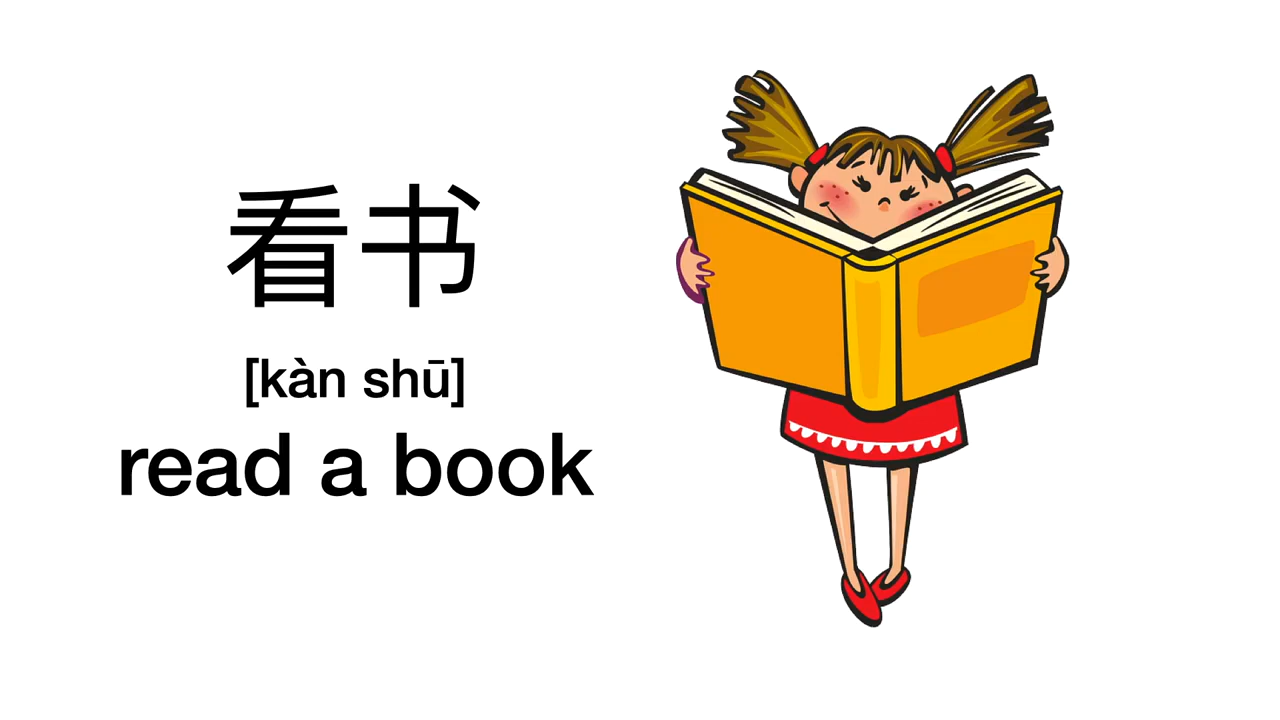 看书
[kàn shū]
read a book